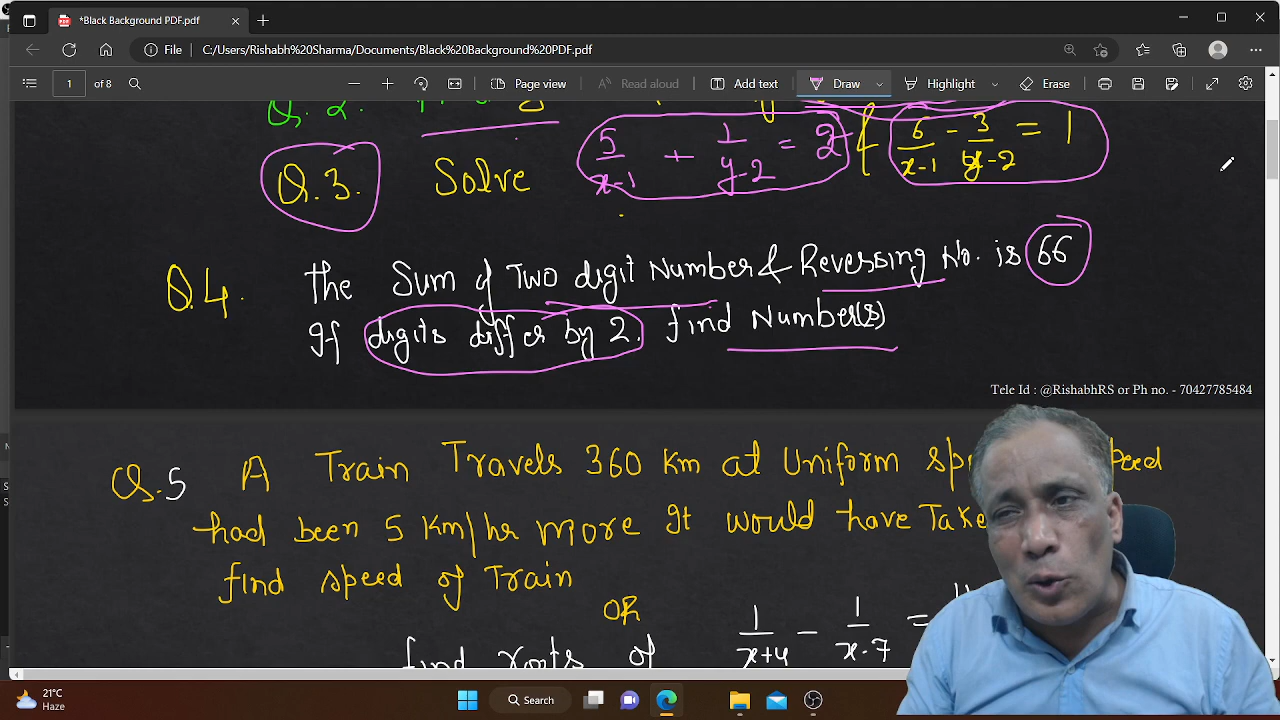 *Black Background PDF.pdf
File
C:/Users/Rishabh%20Sharma/Documents/Black%20Background%20PDF.pdf
1 of 8
Page view
Read aloud
Add text
Draw
Highlight
Erase
Q.2.
Q.3. Solve 5/x-1 + 1/y-2 = 2 & 6/x-1 - 3/y-2 = 1
Q.4. the Sum of Two digit Number & Reversing No. is 66
If digits differ by 2. find Number(s)
Tele Id : @RishabhRS or Ph no. - 70427785484
Q.5 A Train Travels 360 Km at Uniform
had been 5 Km/hr more It would have Take
find speed of Train
OR
find roots of 1/x+4 - 1/x-7 =
21°C
Haze
Search